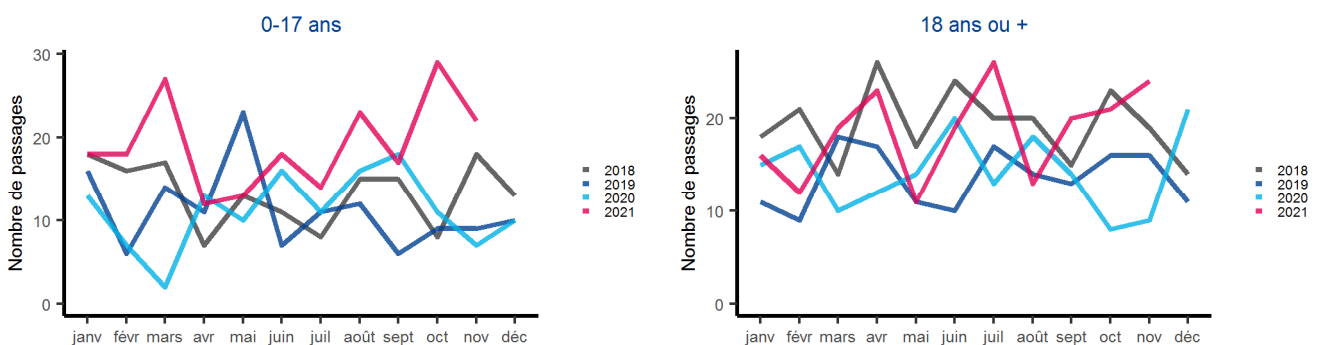 0-17 ans
Nombre de passages
30
20
10
0
janv févr mars avr mai juin juil août sept oct nov déc
2018
2019
2020
2021
18 ans ou +
Nombre de passages
20
10
0
janv févr mars avr mai juin juil août sept oct nov déc
2018
2019
2020
2021